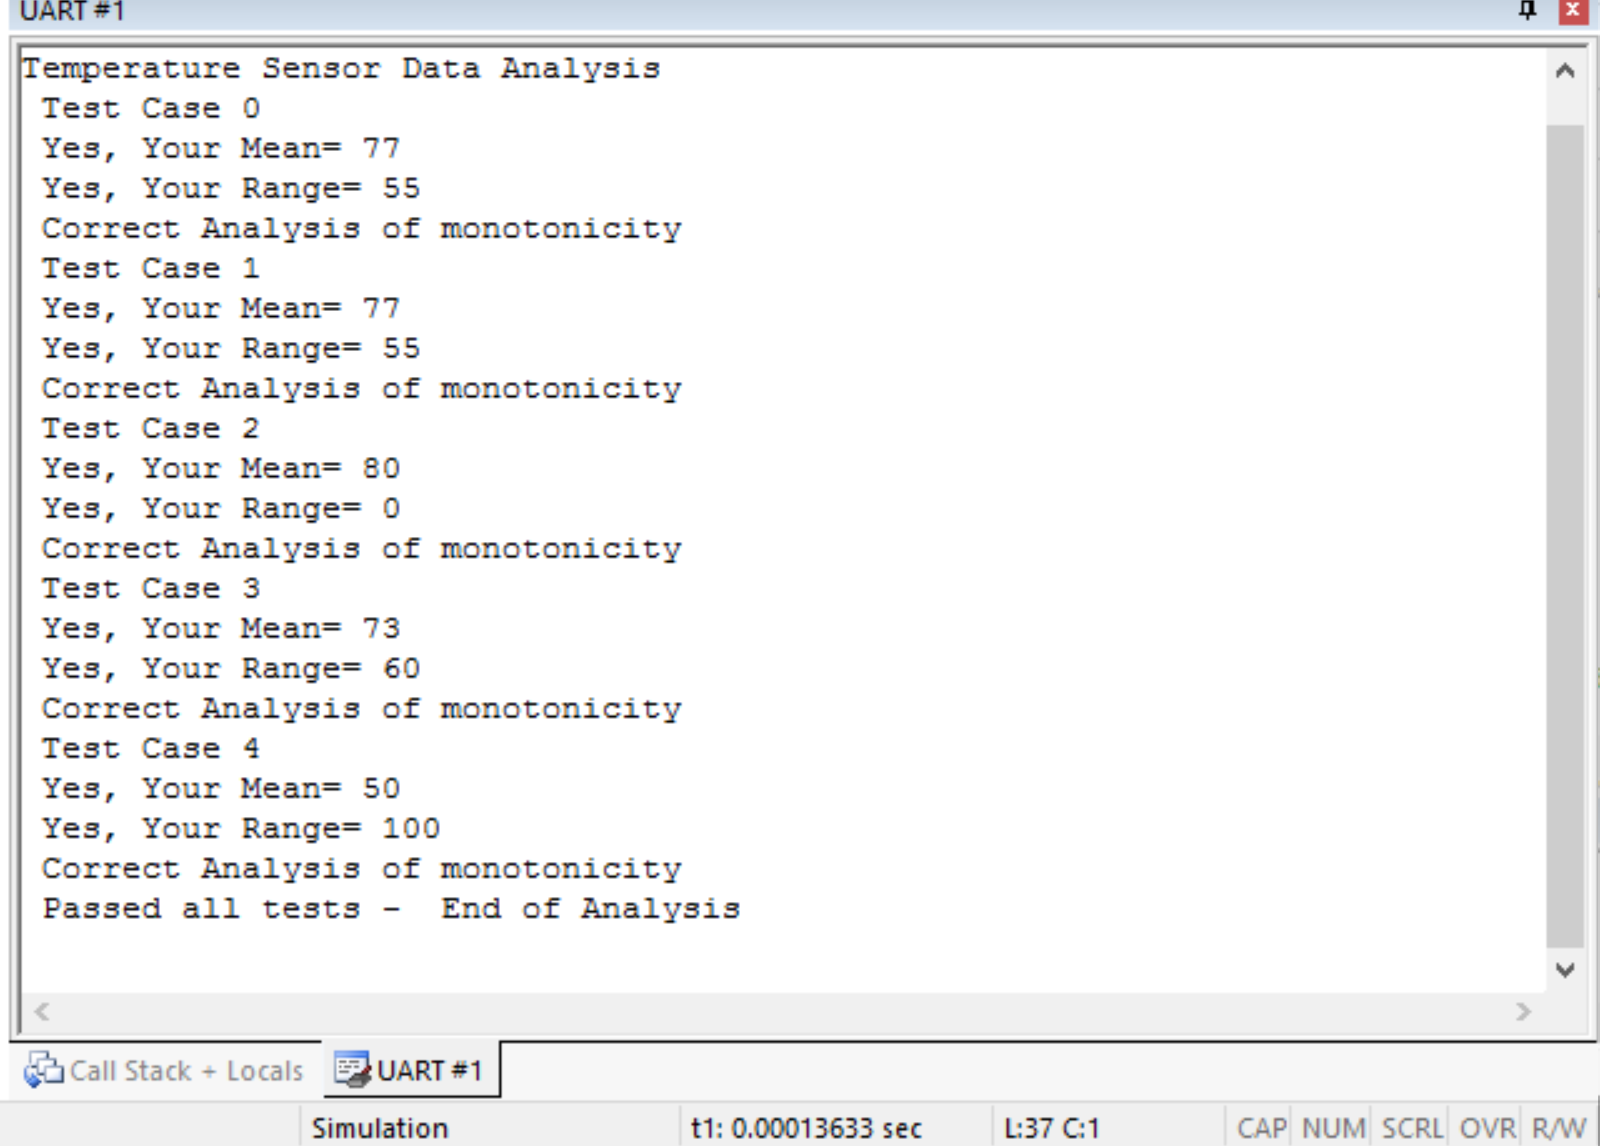 UART #1
Temperature Sensor Data Analysis
Test Case 0
Yes, Your Mean= 77
Yes, Your Range= 55
Correct Analysis of monotonicity
Test Case 1
Yes, Your Mean= 77
Yes, Your Range= 55
Correct Analysis of monotonicity
Test Case 2
Yes, Your Mean= 80
Yes, Your Range= 0
Correct Analysis of monotonicity
Test Case 3
Yes, Your Mean= 73
Yes, Your Range= 60
Correct Analysis of monotonicity
Test Case 4
Yes, Your Mean= 50
Yes, Your Range= 100
Correct Analysis of monotonicity
Passed all tests -  End of Analysis
Call Stack + Locals UART #1
Simulation t1: 0.00013633 sec L:37 C:1 CAP NUM SCRL OVR R/W